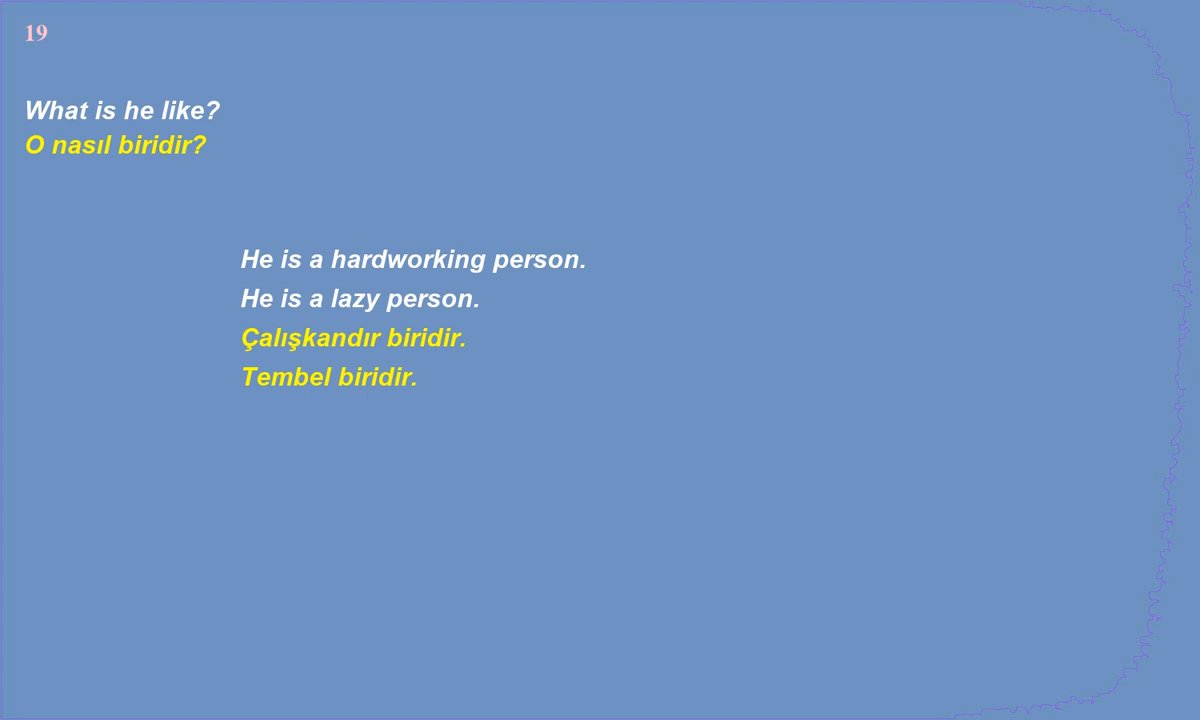 19
What is he like?
O nasıl biridir?
He is a hardworking person.
He is a lazy person.
Çalışkandır biridir.
Tembel biridir.